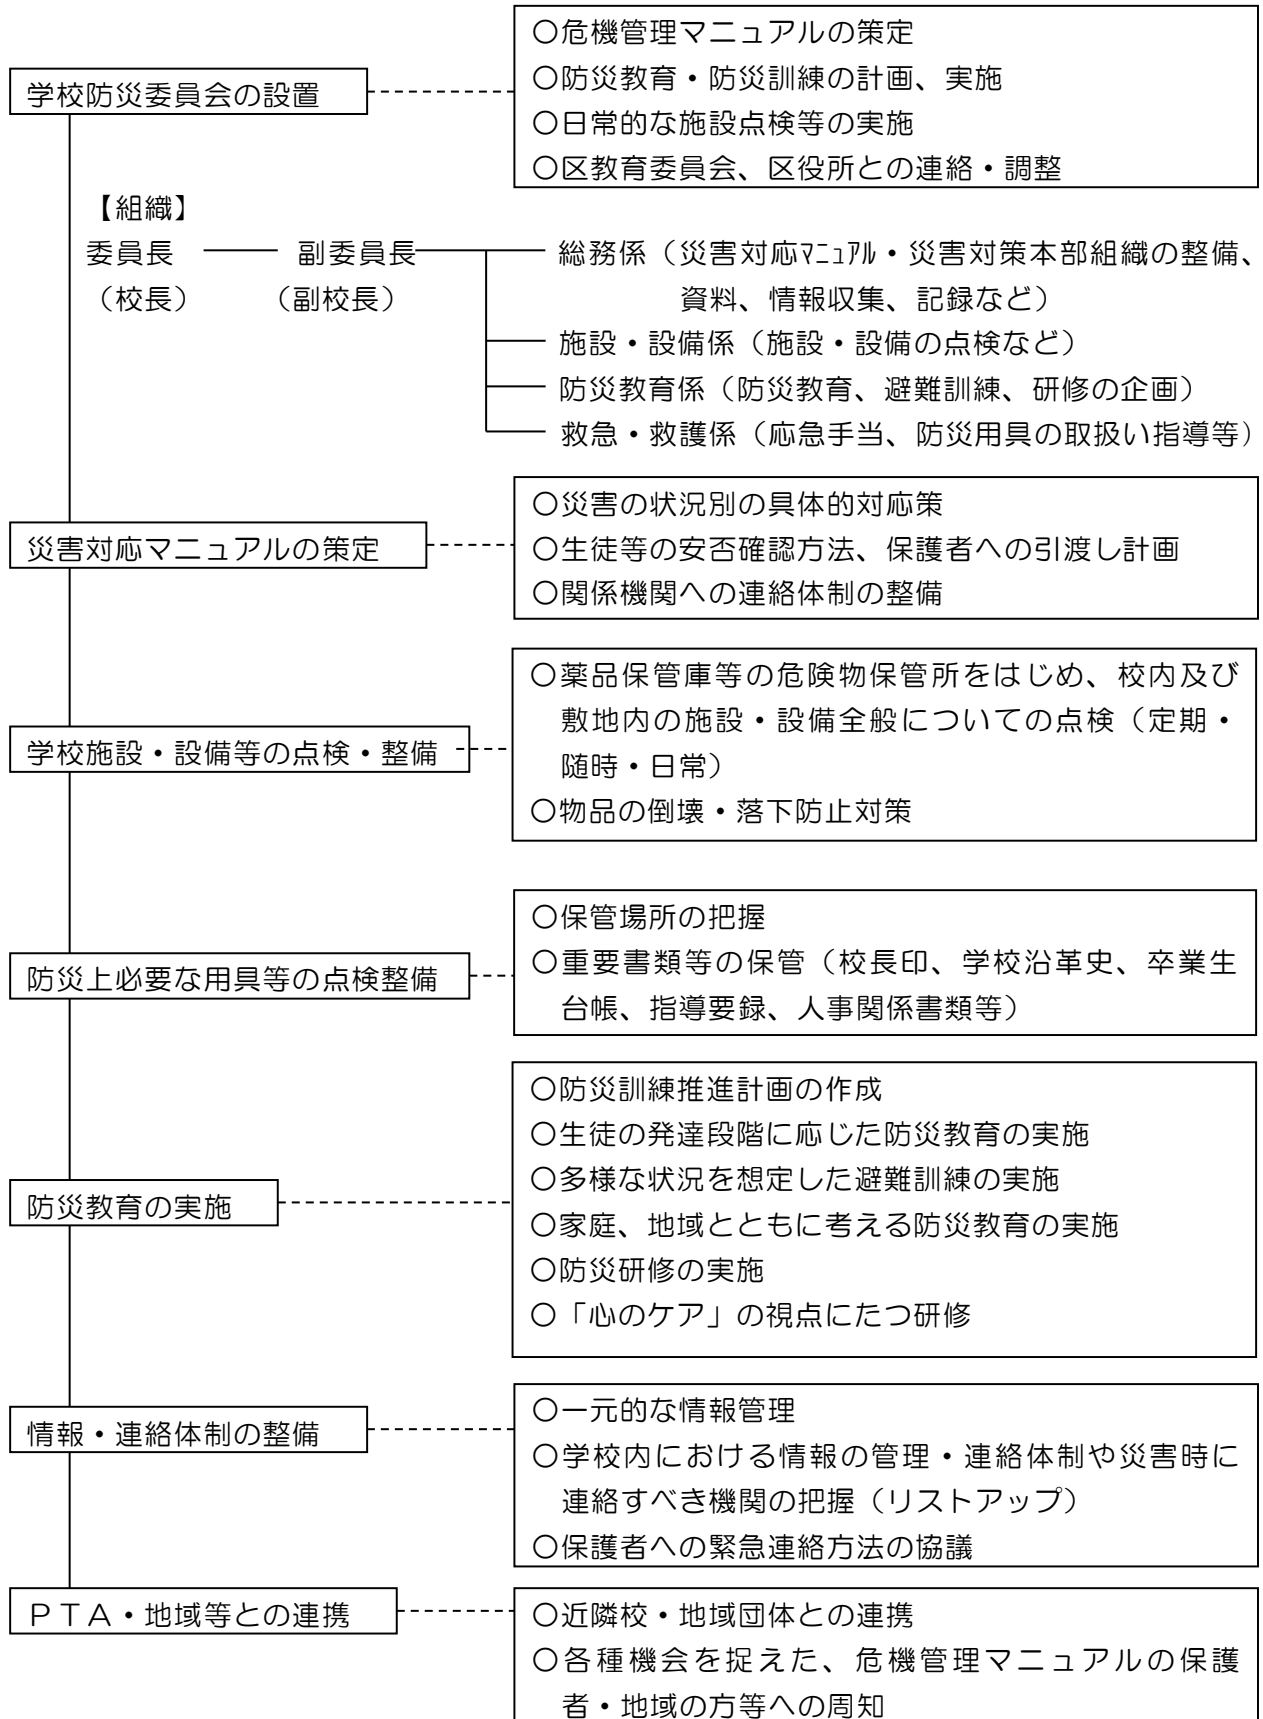 学校防災委員会の設置
〇危機管理マニュアルの策定
〇防災教育・防災訓練の計画、実施
〇日常的な施設点検等の実施
〇区教育委員会、区役所との連絡・調整
【組織】
委員長 副委員長 総務係（災害対応ﾏﾆｭｱﾙ・災害対策本部組織の整備、
（校長） （副校長） 資料、情報収集、記録など）
施設・設備係（施設・設備の点検など）
防災教育係（防災教育、避難訓練、研修の企画）
救急・救護係（応急手当、防災用具の取扱い指導等）
災害対応マニュアルの策定
〇災害の状況別の具体的対応策
〇生徒等の安否確認方法、保護者への引渡し計画
〇関係機関への連絡体制の整備
学校施設・設備等の点検・整備
〇薬品保管庫等の危険物保管所をはじめ、校内及び
敷地内の施設・設備全般についての点検（定期・
随時・日常）
〇物品の倒壊・落下防止対策
防災上必要な用具等の点検整備
〇保管場所の把握
〇重要書類等の保管（校長印、学校沿革史、卒業生
台帳、指導要録、人事関係書類等）
防災教育の実施
〇防災訓練推進計画の作成
〇生徒の発達段階に応じた防災教育の実施
〇多様な状況を想定した避難訓練の実施
〇家庭、地域とともに考える防災教育の実施
〇防災研修の実施
〇「心のケア」の視点にたつ研修
情報・連絡体制の整備
〇一元的な情報管理
〇学校内における情報の管理・連絡体制や災害時に
連絡すべき機関の把握（リストアップ）
〇保護者への緊急連絡方法の協議
ＰＴＡ・地域等との連携
〇近隣校・地域団体との連携
〇各種機会を捉えた、危機管理マニュアルの保護
者・地域の方等への周知